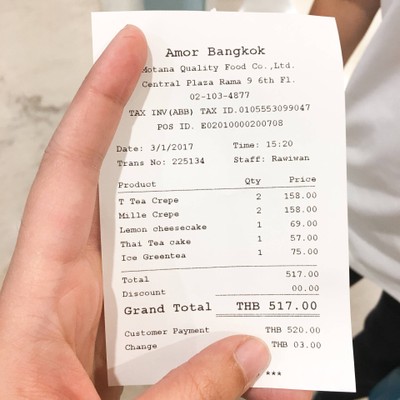 Amor Bangkok
Motana Quality Food Co.,Ltd.
Central Plaza Rama 9 6th Fl.
02-103-4877
TAX INV(ABB) TAX ID.0105553099047
POS ID. E02010000200708
Date: 3/1/2017 Time: 15:20
Trans No: 225134 Staff: Rawiwan
Product Qty Price
T Tea Crepe 2 158.00
Mille Crepe 2 158.00
Lemon cheesecake 1 69.00
Thai Tea cake 1 57.00
Ice Greentea 1 75.00
Total 517.00
Discount 00.00
Grand Total THB 517.00
Customer Payment THB 520.00
Change THB 03.00
***